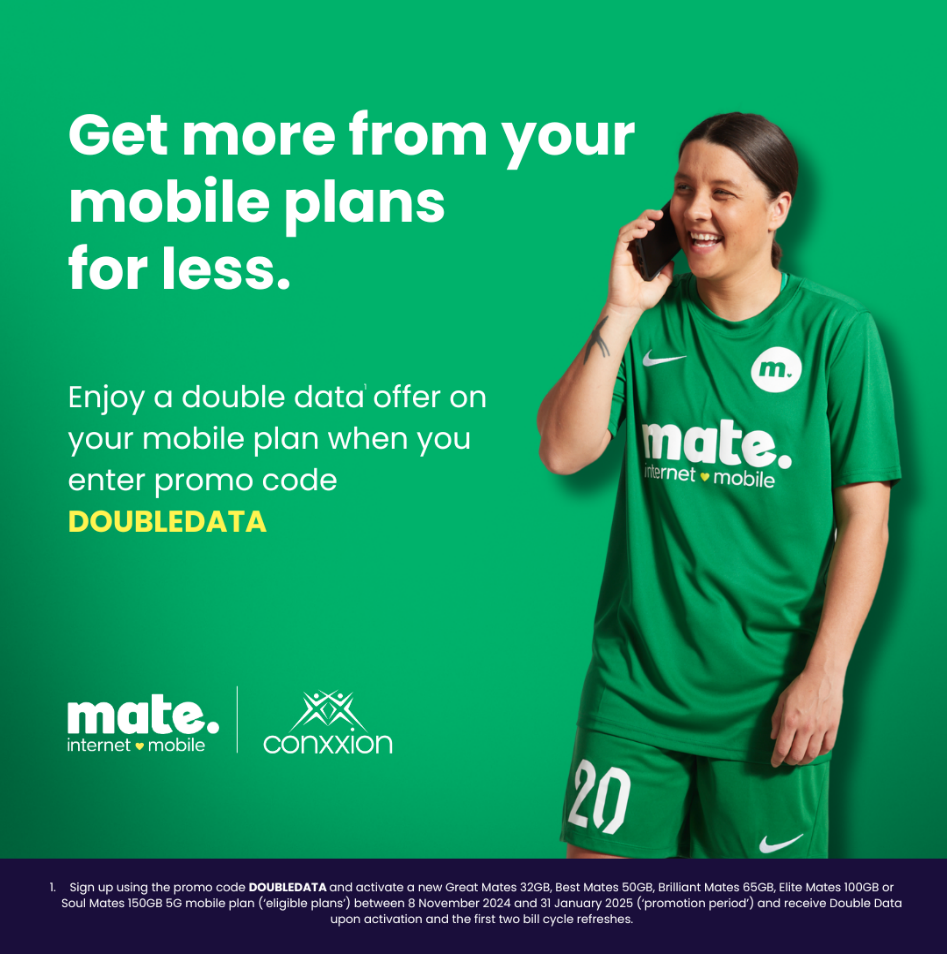 Get more from your
mobile plans
for less.
Enjoy a double data¹ offer on
your mobile plan when you
enter promo code
DOUBLEDATA
m.
mate.
internet mobile
20
mate.
internet mobile
conxxion
1. Sign up using the promo code DOUBLEDATA and activate a new Great Mates 32GB, Best Mates 50GB, Brilliant Mates 65GB, Elite Mates 100GB or
Soul Mates 150GB 5G mobile plan (‘eligible plans’) between 8 November 2024 and 31 January 2025 (‘promotion period’) and receive Double Data
upon activation and the first two bill cycle refreshes.